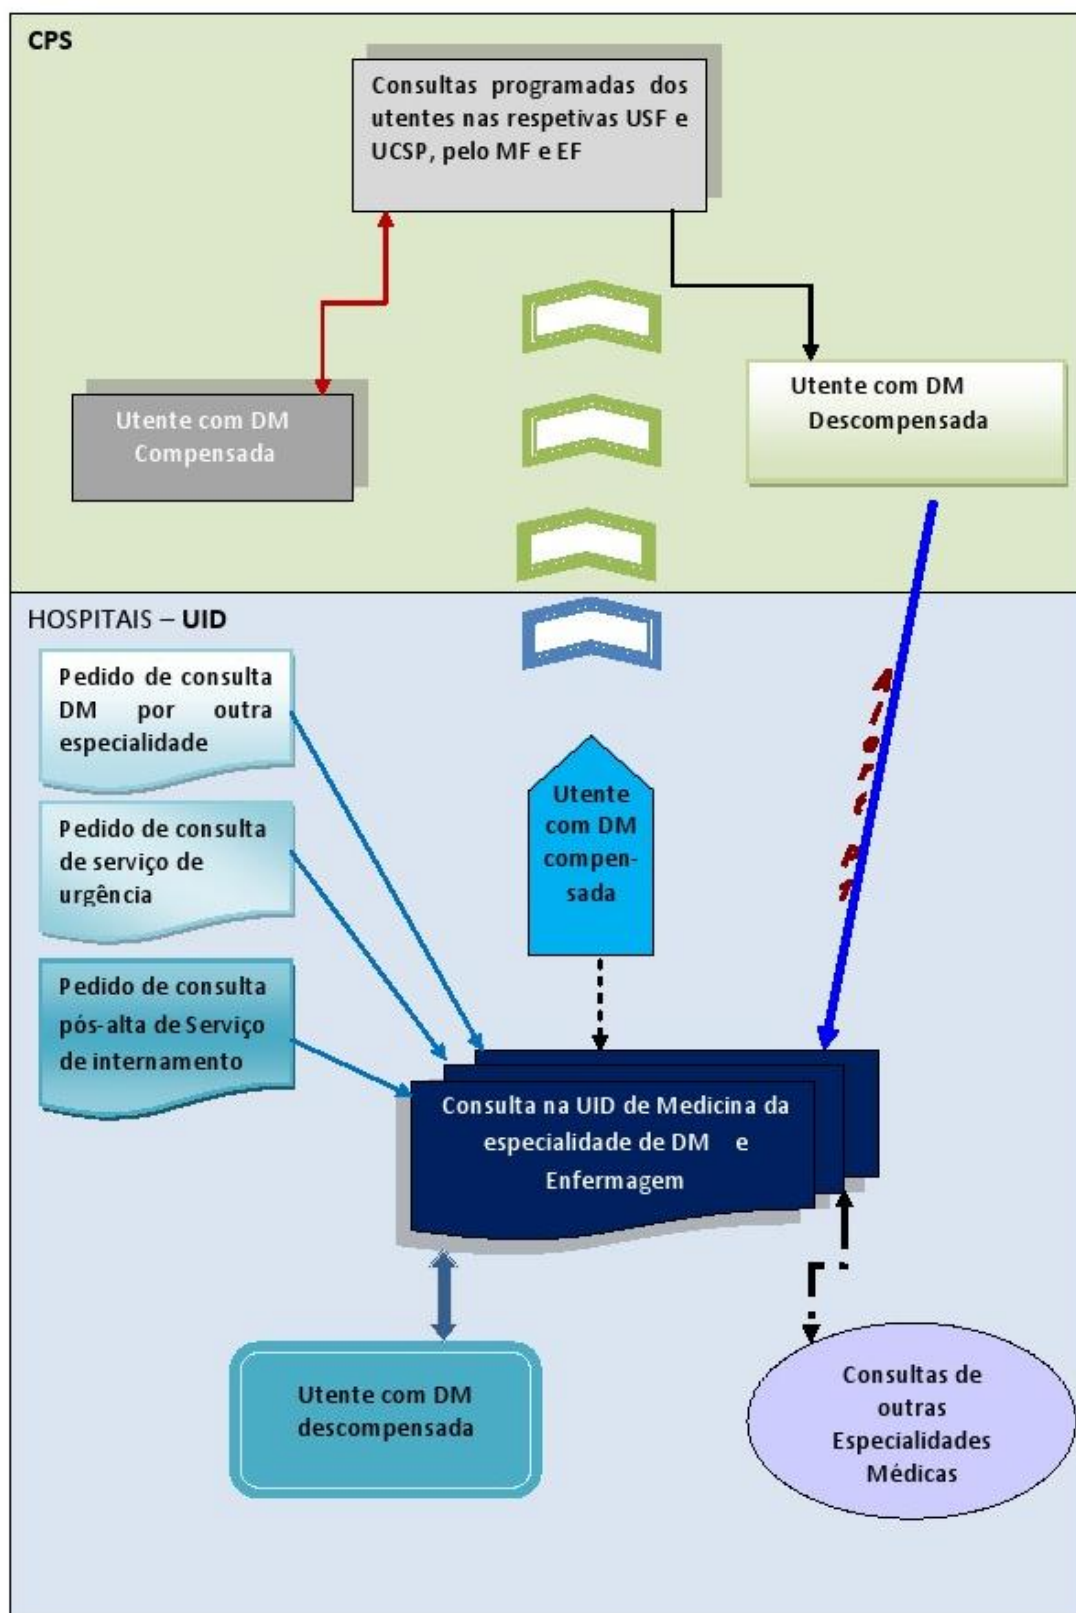 CPS
Consultas programadas dos
utentes nas respetivas USF e
UCSP, pelo MF e EF
Utente com DM
Compensada
Utente com DM
Descompensada
HOSPITAIS – UID
Pedido de consulta
DM por outra
especialidade
Pedido de consulta
de serviço de
urgência
Pedido de consulta
pós-alta de Serviço
de internamento
Utente
com DM
compen-
sada
Consulta na UID de Medicina da
especialidade de DM e
Enfermagem
Utente com DM
descompensada
Consultas de
outras
Especialidades
Médicas